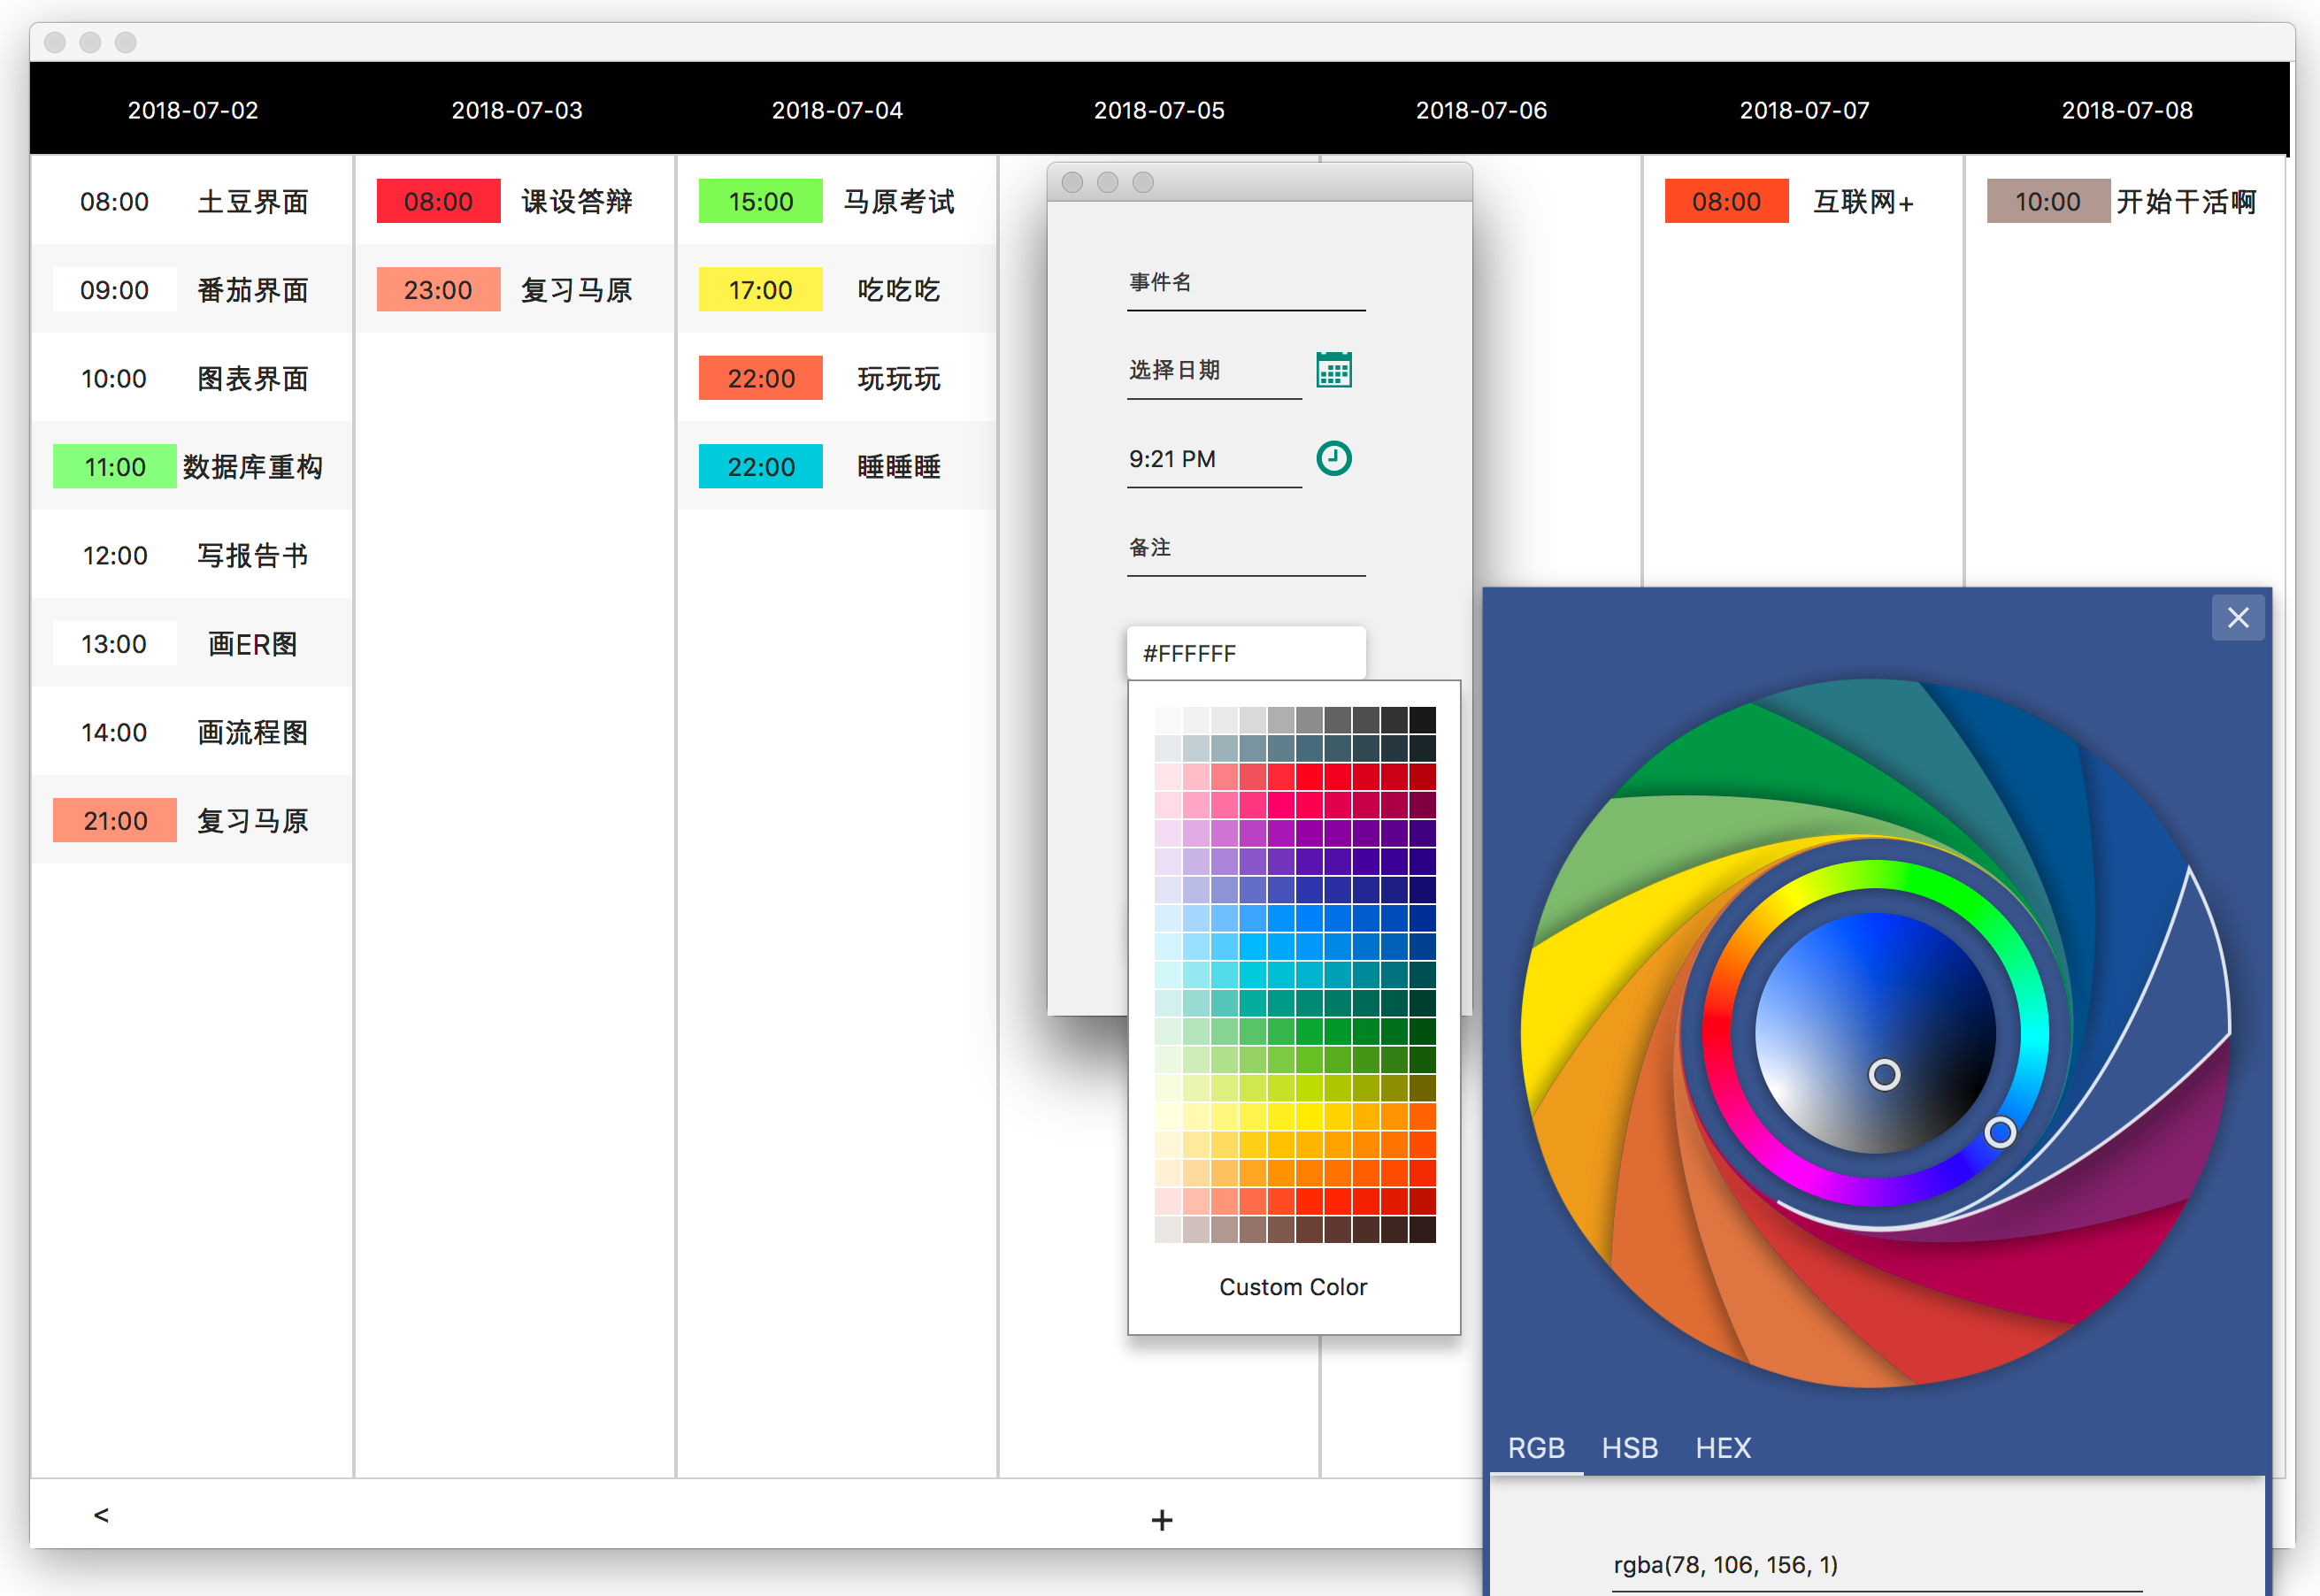 2018-07-02 2018-07-03 2018-07-04 2018-07-05 2018-07-06 2018-07-07 2018-07-08
08:00 土豆界面
09:00 番茄界面
10:00 图表界面
11:00 数据库重构
12:00 写报告书
13:00 画ER图
14:00 画流程图
21:00 复习马原
08:00 课设答辩
23:00 复习马原
15:00 马原考试
17:00 吃吃吃
22:00 玩玩玩
22:00 睡睡睡
08:00 互联网+
10:00 开始干活啊
事件名
选择日期
9:21 PM
备注
#FFFFFF
Custom Color
RGB HSB HEX
rgba(78, 106, 156, 1)
< +